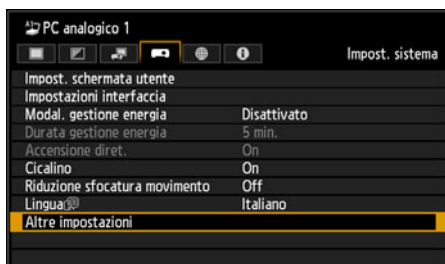 PC analogico 1
Impost. sistema
Impost. schermata utente
Impostazioni interfaccia
Modal. gestione energia Disattivato
Durata gestione energia 5 min.
Accensione diret. On
Cicalino On
Riduzione sfocatura movimento Off
Lingua Italiano
Altre impostazioni